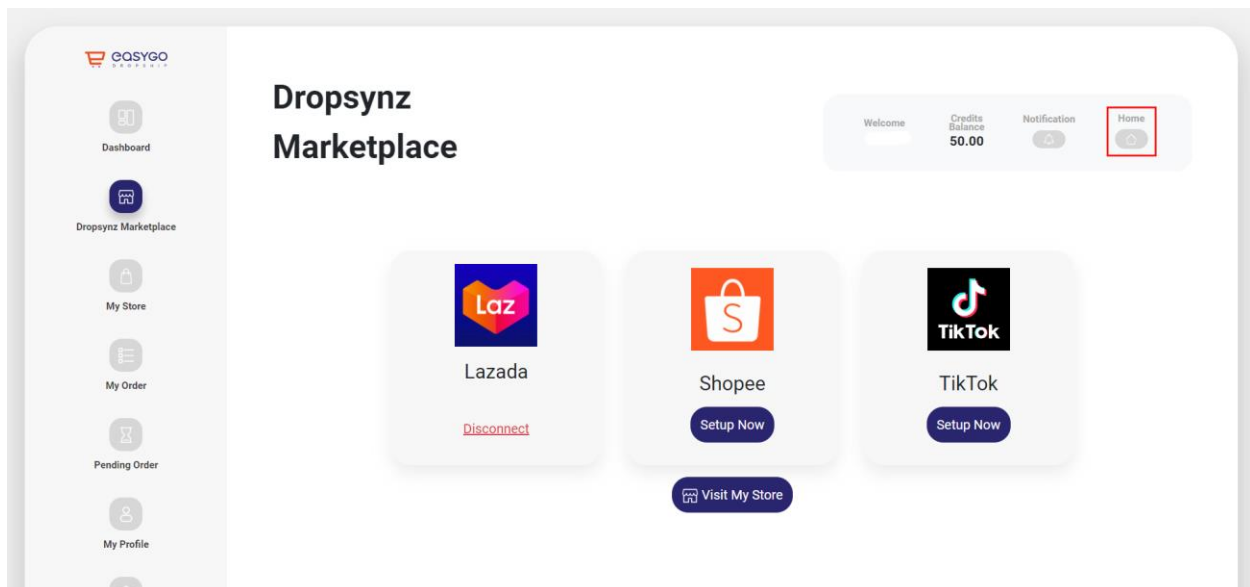 easyGO
DROPSHIP
Dashboard
Dropsynz Marketplace
My Store
My Order
Pending Order
My Profile
Dropsynz
Marketplace
Welcome
Credits
Balance
50.00
Notification
Home
Laz
Lazada
Disconnect
S
Shopee
Setup Now
TikTok
TikTok
Setup Now
Visit My Store